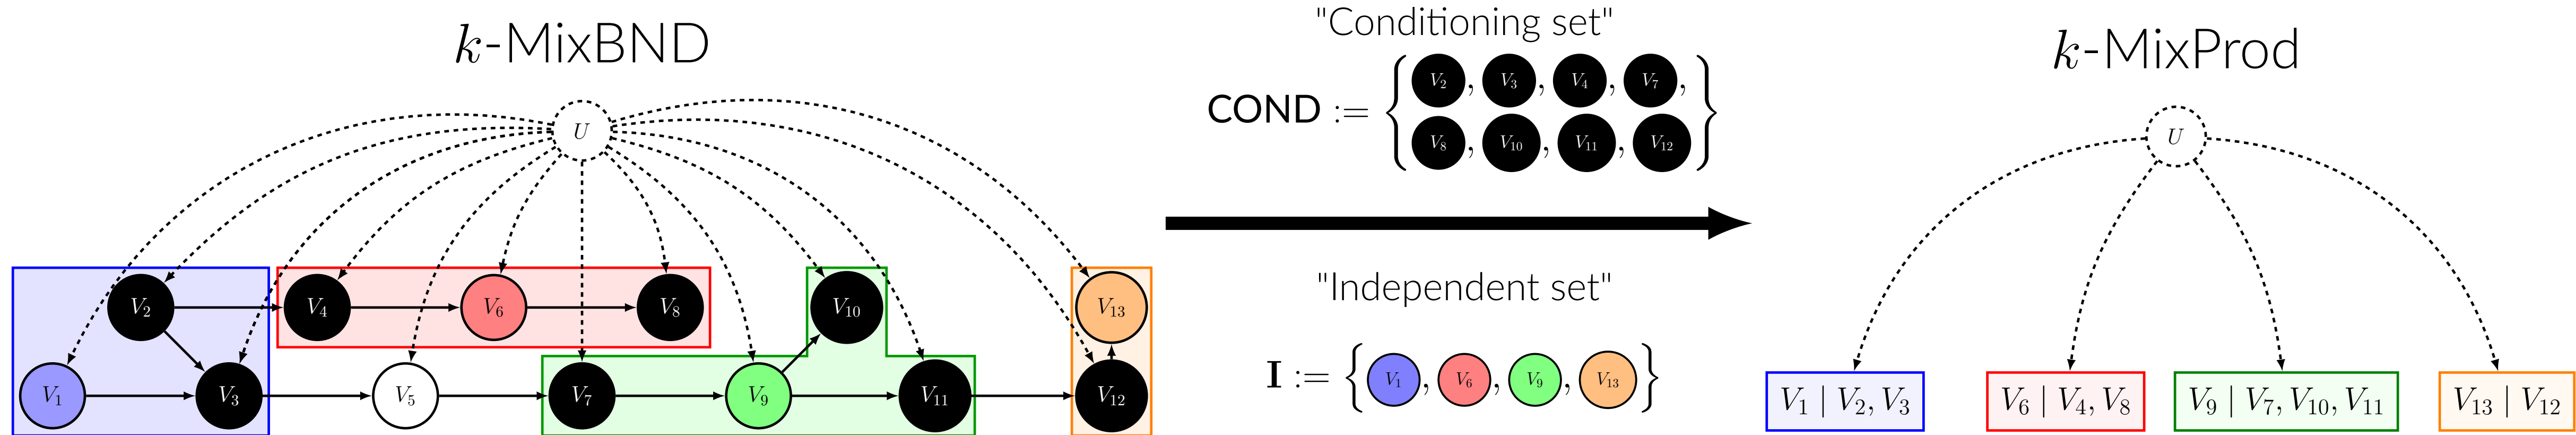 k-MixBND
U
V₂ V₄ V₆ V₈ V₁₀ V₁₃
V₁ V₃ V₅ V₇ V₉ V₁₁ V₁₂
"Conditioning set"
COND := { V₂, V₃, V₄, V₇,
V₈, V₁₀, V₁₁, V₁₂ }
"Independent set"
I := { V₁, V₆, V₉, V₁₃ }
k-MixProd
U
V₁ | V₂, V₃
V₆ | V₄, V₈
V₉ | V₇, V₁₀, V₁₁
V₁₃ | V₁₂